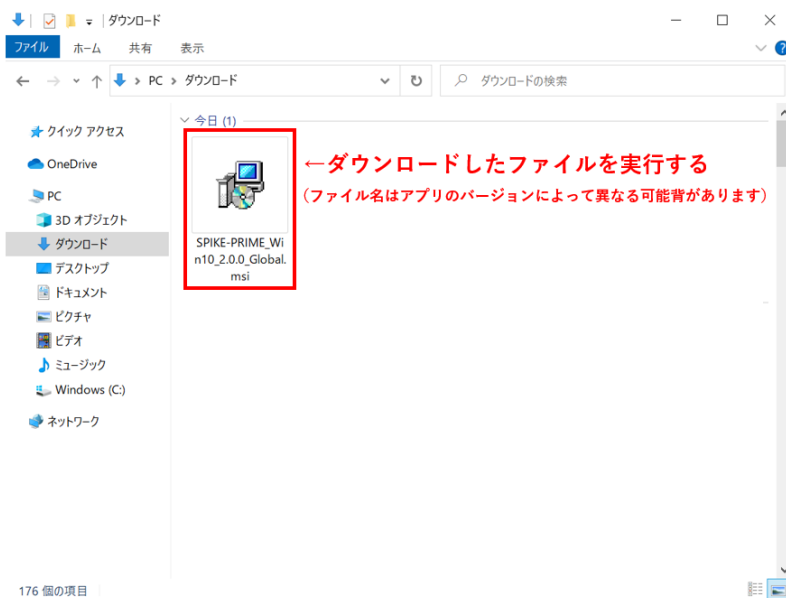 ダウンロード
ファイル ホーム 共有 表示
PC ダウンロード ダウンロードの検索
今日 (1)
クイック アクセス
OneDrive
PC
3D オブジェクト
ダウンロード
デスクトップ
ドキュメント
ピクチャ
ビデオ
ミュージック
Windows (C:)
ネットワーク
SPIKE-PRIME_Wi
n10_2.0.0_Global.
msi
←ダウンロードしたファイルを実行する
(ファイル名はアプリのバージョンによって異なる可能背があります)
176 個の項目